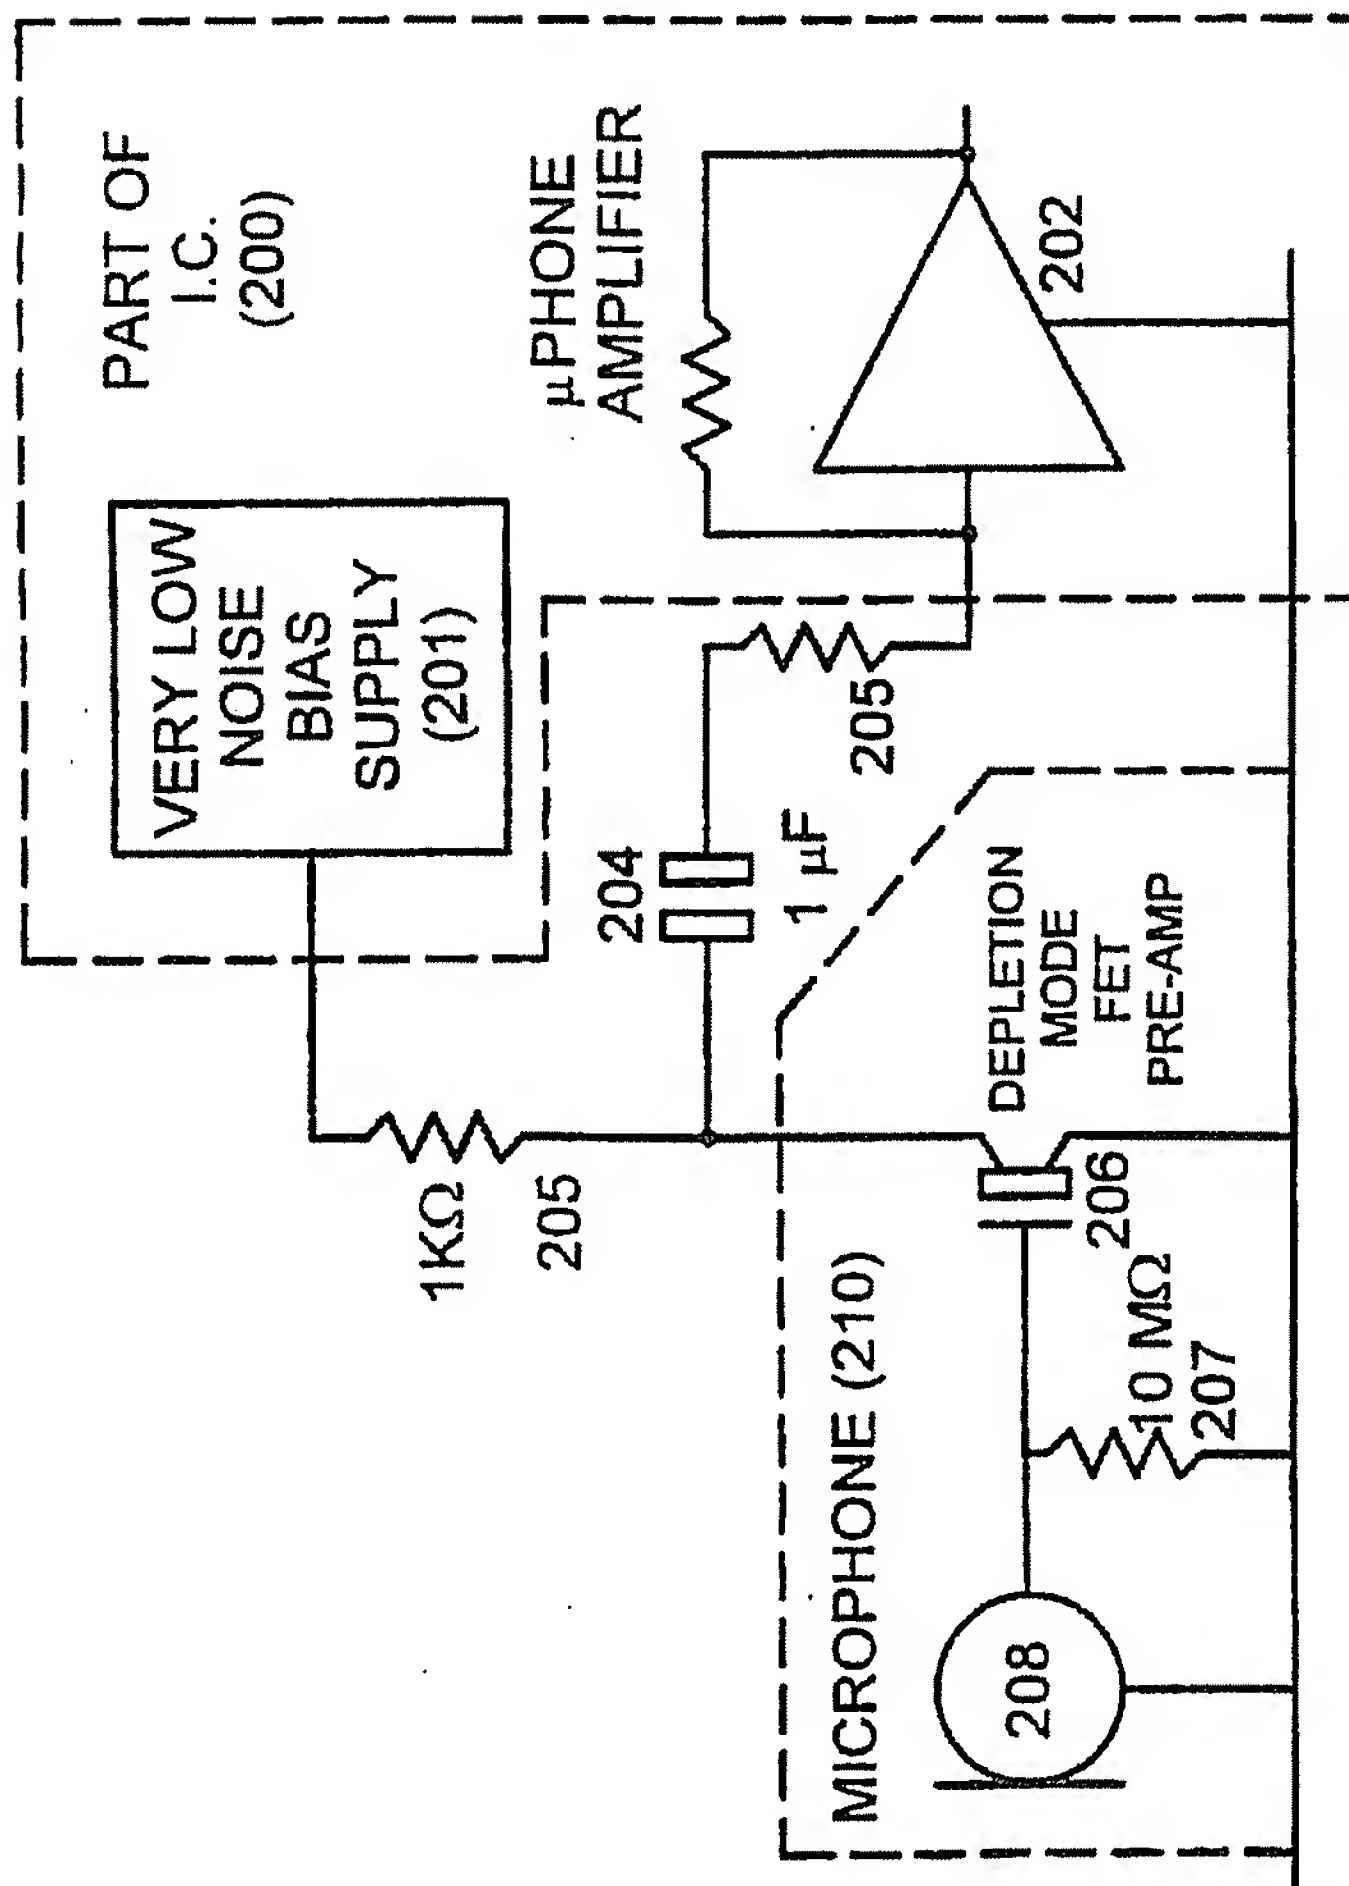 PART OF
I.C.
(200)
VERY LOW
NOISE
BIAS
SUPPLY
(201)
µPHONE
AMPLIFIER
202
1KΩ
205
204
1 µF
205
MICROPHONE (210)
DEPLETION
MODE
FET
PRE-AMP
206
10 MΩ
207
208